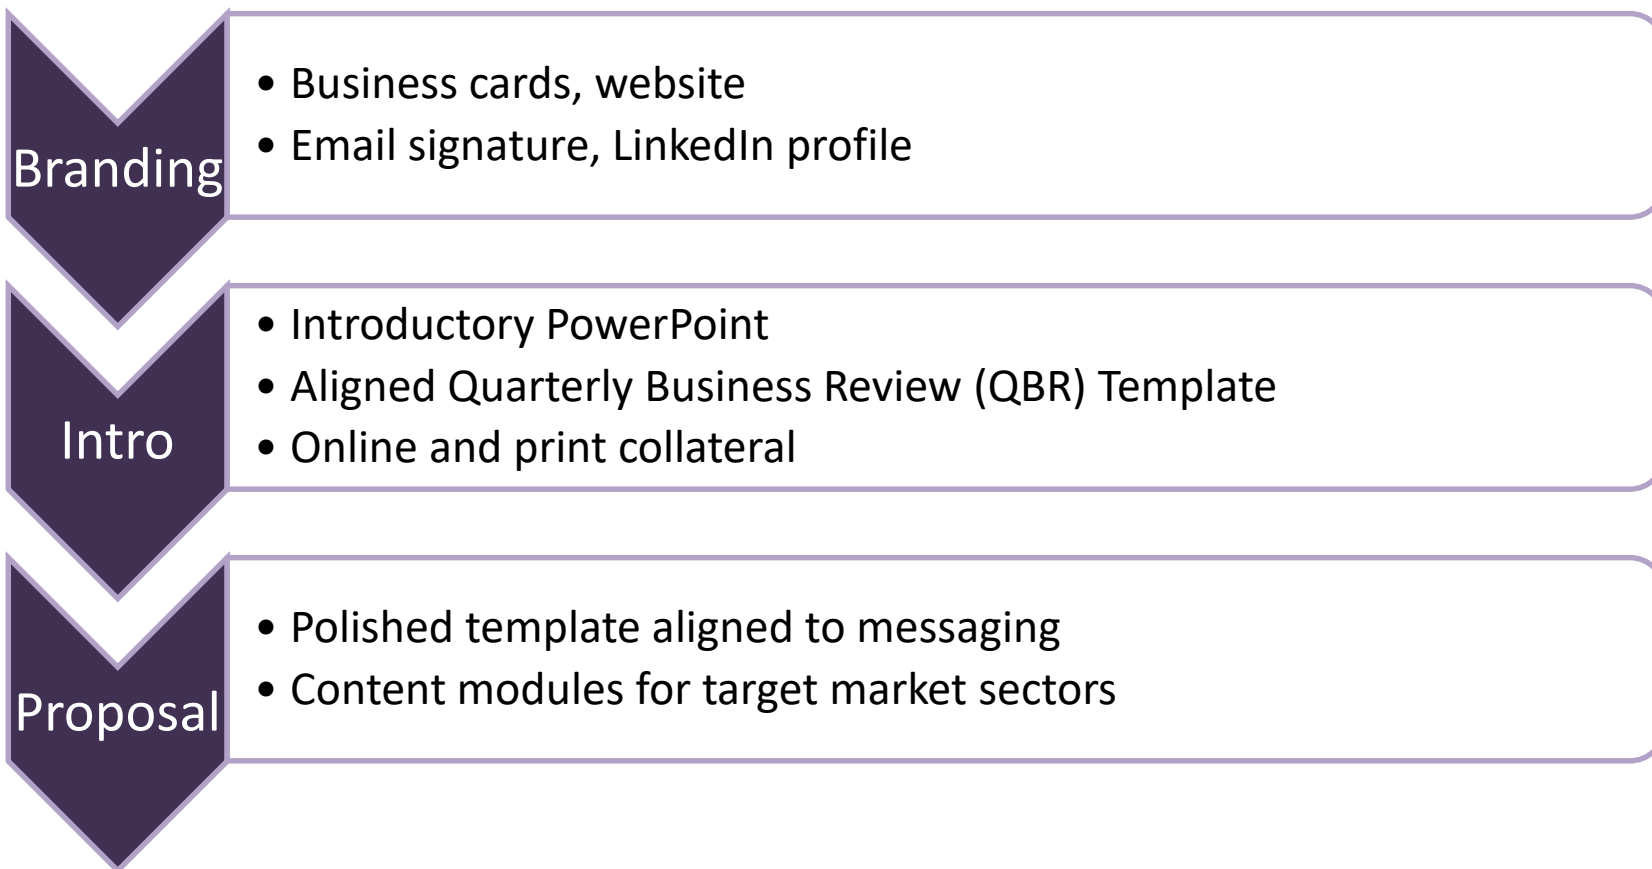 Branding
• Business cards, website
• Email signature, LinkedIn profile
Intro
• Introductory PowerPoint
• Aligned Quarterly Business Review (QBR) Template
• Online and print collateral
Proposal
• Polished template aligned to messaging
• Content modules for target market sectors